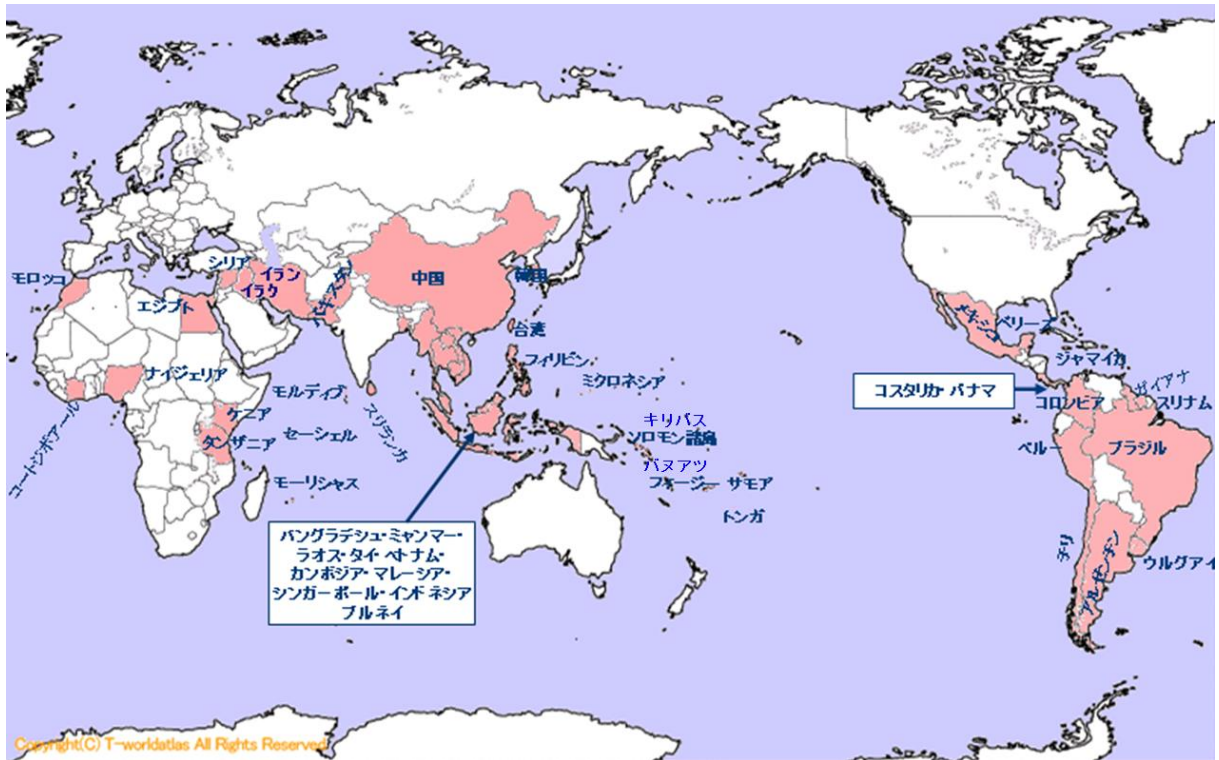 シリア
イラン
モロッコ
イラク
パキスタン
中国
韓国
エジプト
メキシコ
ベリーズ
台湾
フィリピン
ジャマイカ
ナイジェリア
ミクロネシア
モルディブ
スリランカ
コスタリカ・パナマ
ガイアナ
コロンビア
スリナム
コートジボアール
ケニア
キリバス
タンザニア
セーシェル
ソロモン諸島
ペルー
ブラジル
バヌアツ
モーリシャス
フィージー
サモア
トンガ
バングラデシュ・ミャンマー・
ラオス・タイ・ベトナム・
カンボジア・マレーシア・
シンガーポール・インドネシア
ブルネイ
チリ
アルゼンチン
ウルグアイ
Copyright(C) T-worldatlas All Rights Reserved